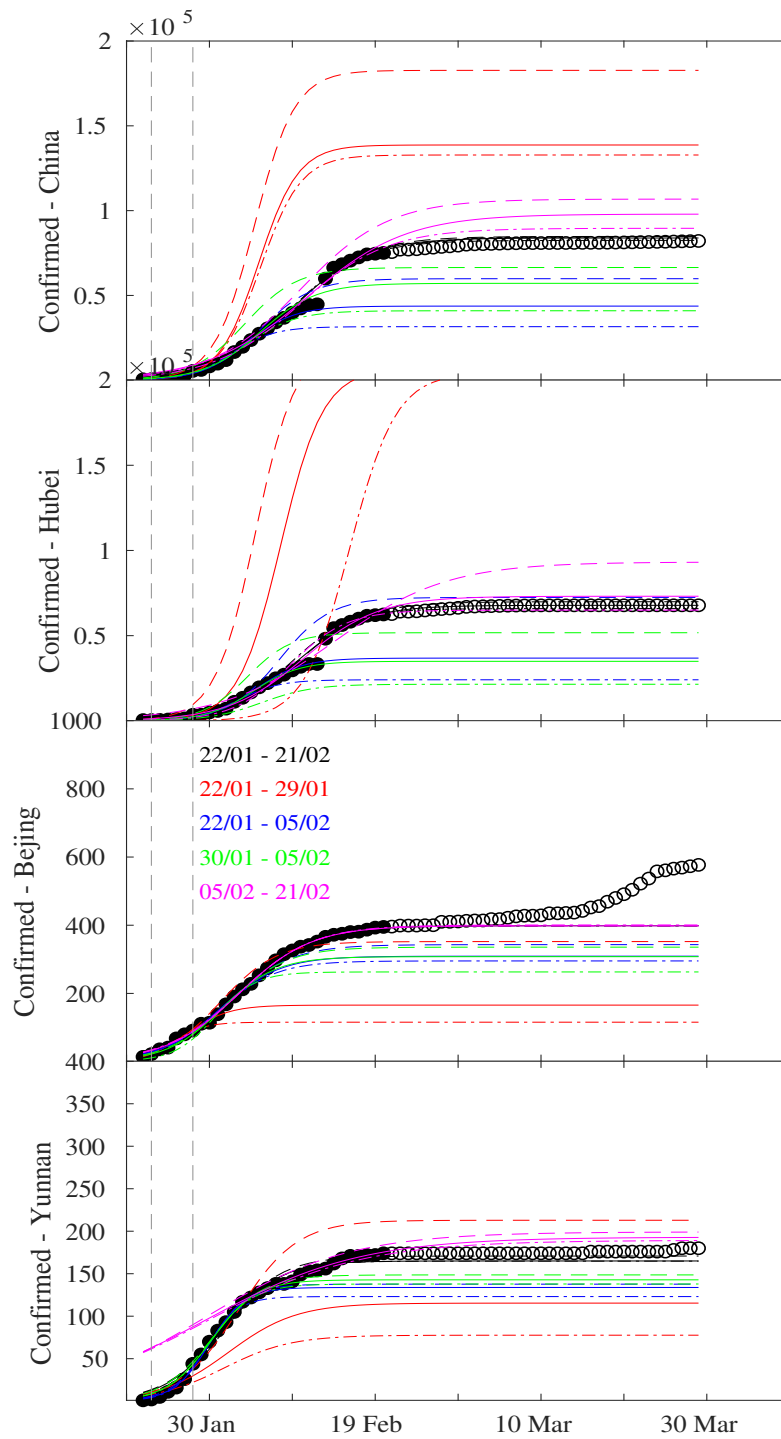 × 10 5
2
1.5
1
0.5
Confirmed - China
× 10 5
2
1.5
1
0.5
Confirmed - Hubei
1000
800
600
400
200
Confirmed - Bejing
22/01 - 21/02
22/01 - 29/01
22/01 - 05/02
30/01 - 05/02
05/02 - 21/02
400
350
300
250
200
150
100
50
Confirmed - Yunnan
30 Jan 19 Feb 10 Mar 30 Mar